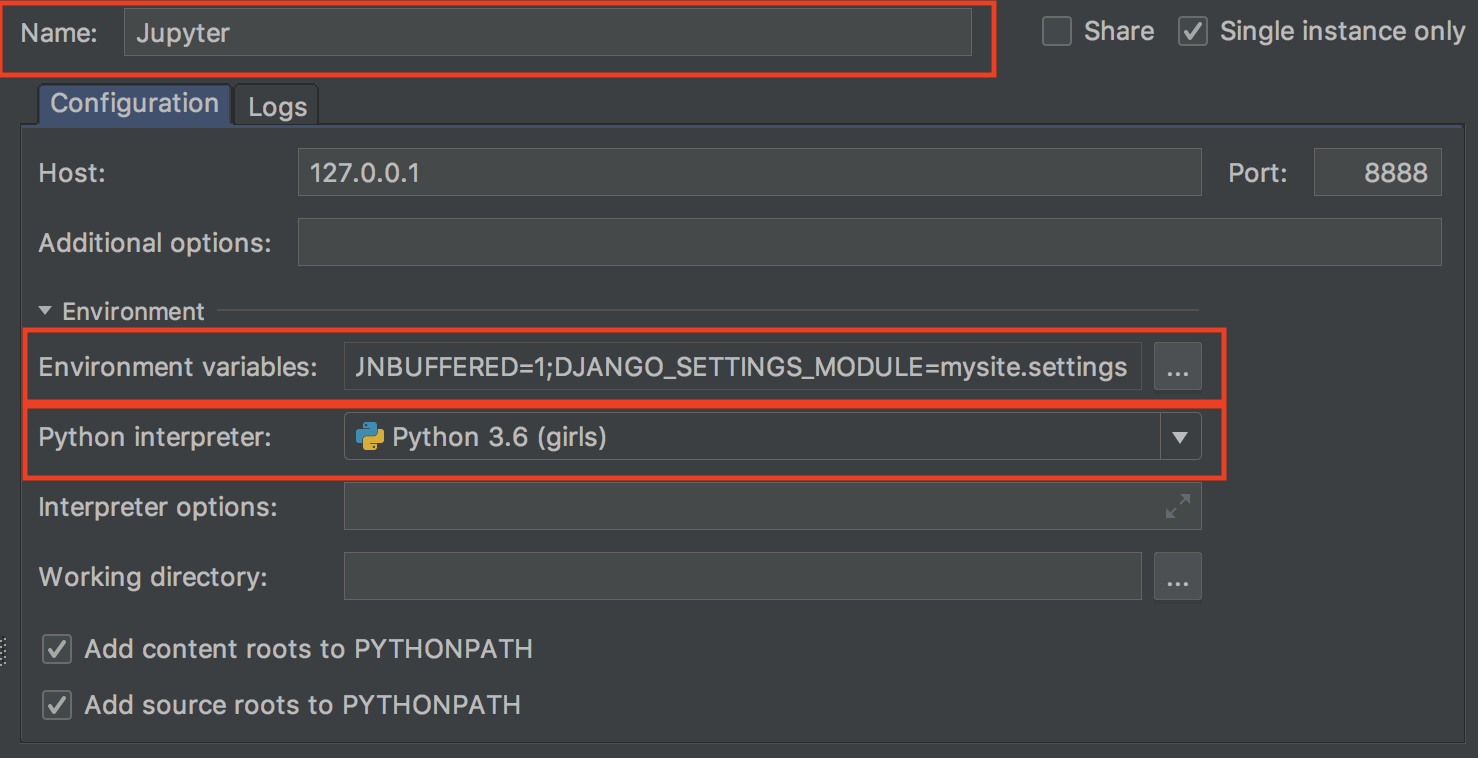 Name: Jupyter Share Single instance only
Configuration Logs
Host: 127.0.0.1 Port: 8888
Additional options:
Environment
Environment variables: JNBUFFERED=1;DJANGO_SETTINGS_MODULE=mysite.settings ...
Python interpreter: Python 3.6 (girls)
Interpreter options:
Working directory: ...
Add content roots to PYTHONPATH
Add source roots to PYTHONPATH